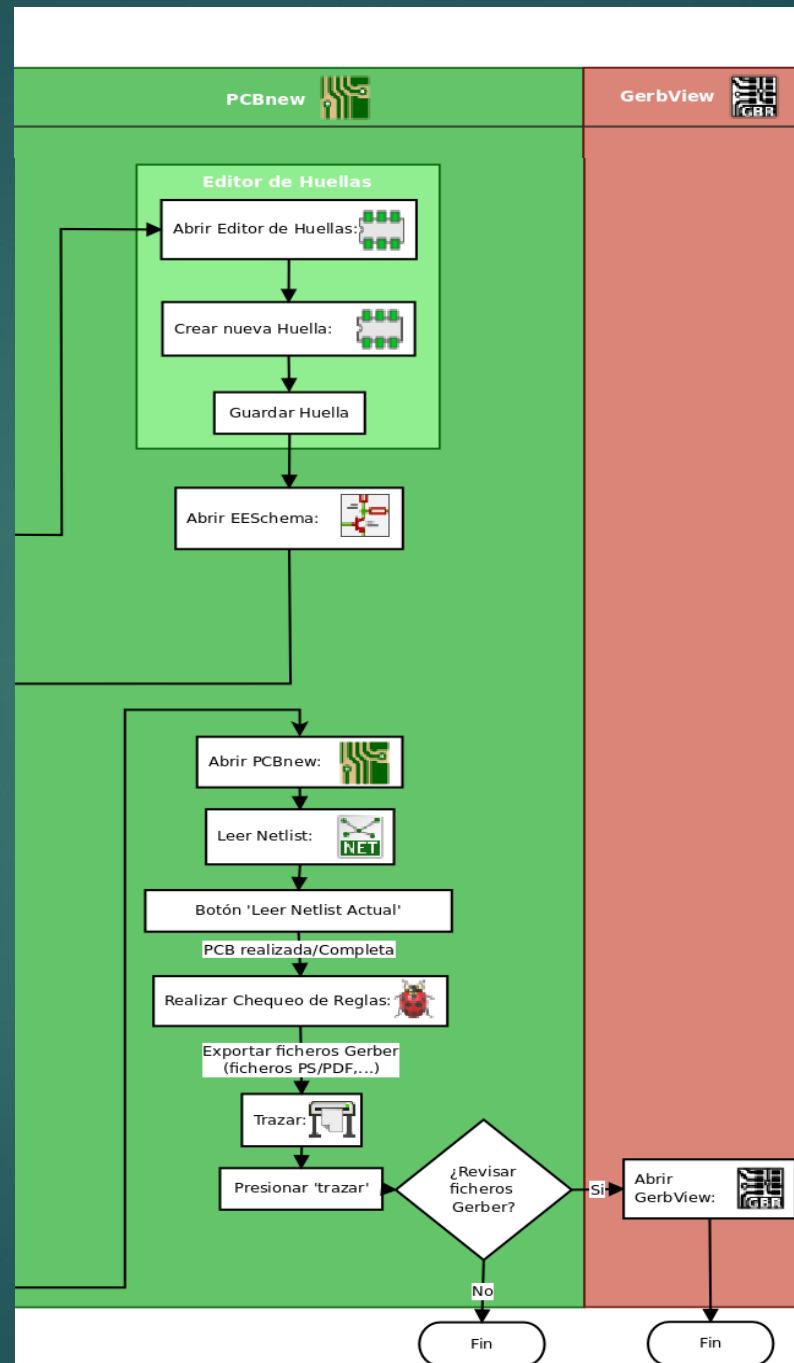 PCBnew
GerbView
GBR
Editor de Huellas
Abrir Editor de Huellas:
Crear nueva Huella:
Guardar Huella
Abrir EESchema:
Abrir PCBnew:
Leer Netlist:
NET
Botón 'Leer Netlist Actual'
PCB realizada/Completa
Realizar Chequeo de Reglas:
Exportar ficheros Gerber
(ficheros PS/PDF,...)
Trazar:
Presionar 'trazar'
¿Revisar
ficheros
Gerber?
Si
Abrir
GerbView:
GBR
No
Fin
Fin